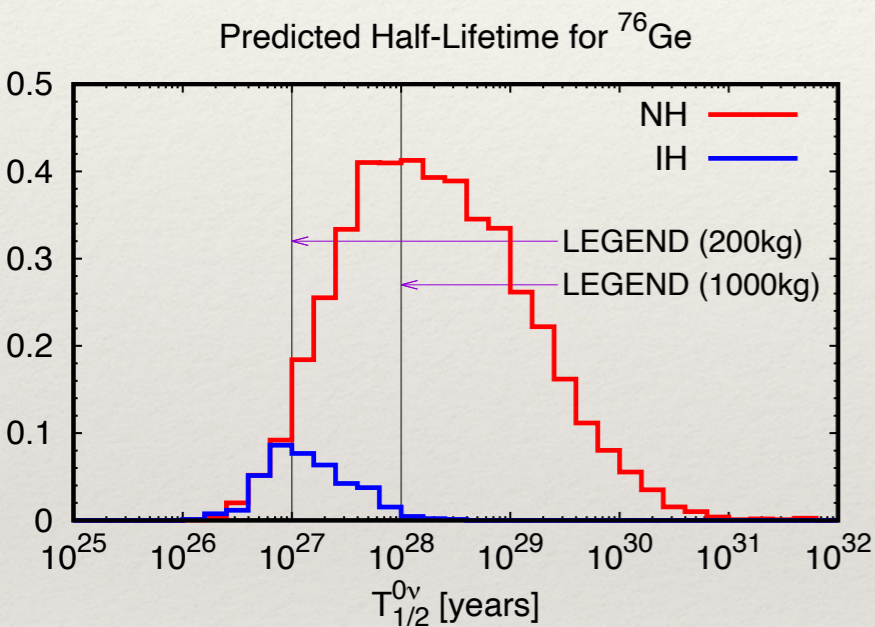 Predicted Half-Lifetime for ⁷⁶Ge
0.5
0.4
0.3
0.2
0.1
0
NH
IH
LEGEND (200kg)
LEGEND (1000kg)
10²⁵ 10²⁶ 10²⁷ 10²⁸ 10²⁹ 10³⁰ 10³¹ 10³²
T₁/₂⁰ᵛ [years]